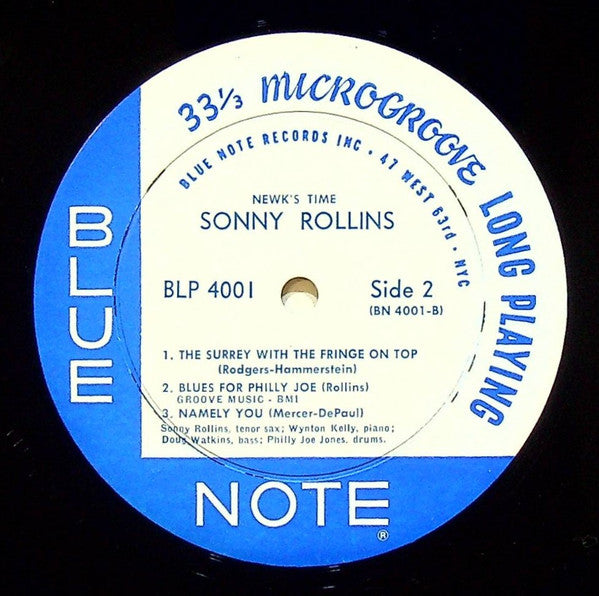 33⅓ MICROGROOVE LONG PLAYING
BLUE NOTE RECORDS INC • 47 WEST 63rd • NYC
NEWK'S TIME
SONNY ROLLINS
BLP 4001
Side 2
(BN 4001-B)
1. THE SURREY WITH THE FRINGE ON TOP
(Rodgers-Hammerstein)
2. BLUES FOR PHILLY JOE (Rollins)
GROOVE MUSIC - BMI
3. NAMELY YOU (Mercer-DePaul)
Sonny Rollins, tenor sax; Wynton Kelly, piano;
Doug Watkins, bass; Philly Joe Jones, drums.
BLUE
NOTE®